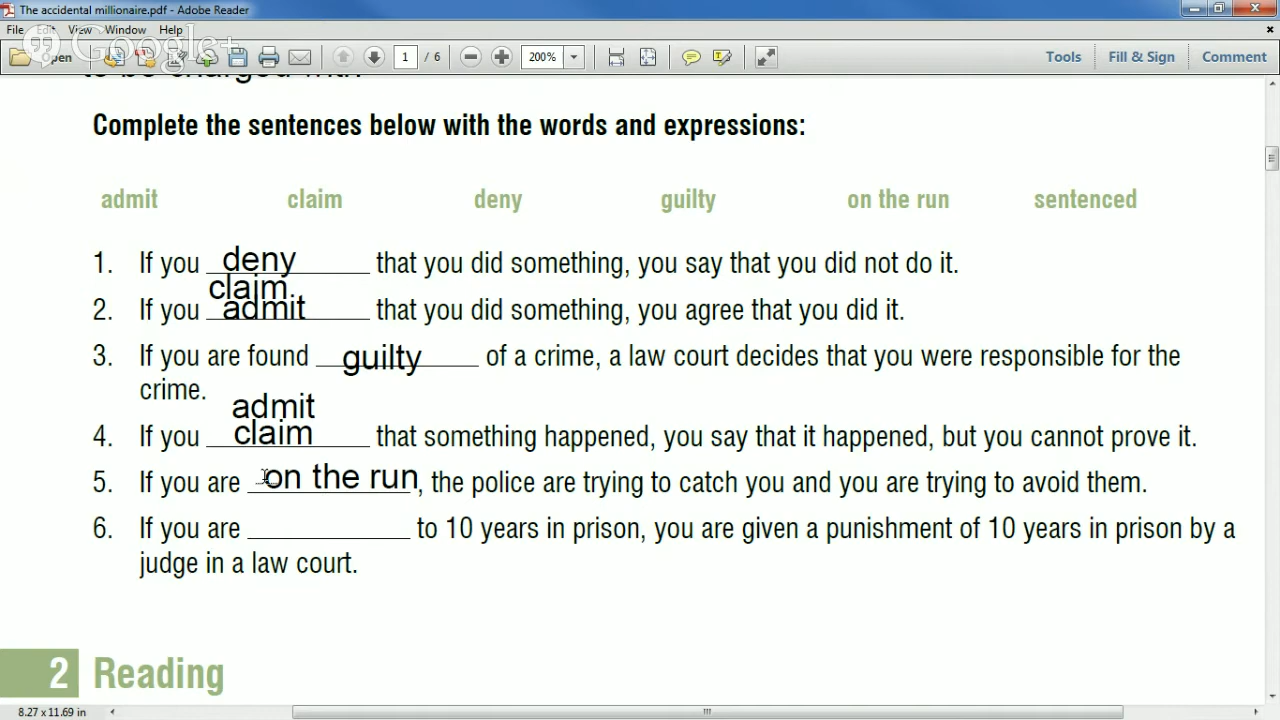 The accidental millionaire.pdf - Adobe Reader
File Edit View Window Help
Google+
Open 1 / 6 200% Tools Fill & Sign Comment
to be charged with
Complete the sentences below with the words and expressions:
admit claim deny guilty on the run sentenced
1. If you deny that you did something, you say that you did not do it.
claim
2. If you admit that you did something, you agree that you did it.
3. If you are found guilty of a crime, a law court decides that you were responsible for the
crime.
admit
4. If you claim that something happened, you say that it happened, but you cannot prove it.
5. If you are on the run, the police are trying to catch you and you are trying to avoid them.
6. If you are ____________ to 10 years in prison, you are given a punishment of 10 years in prison by a
judge in a law court.
2 Reading
8.27 x 11.69 in